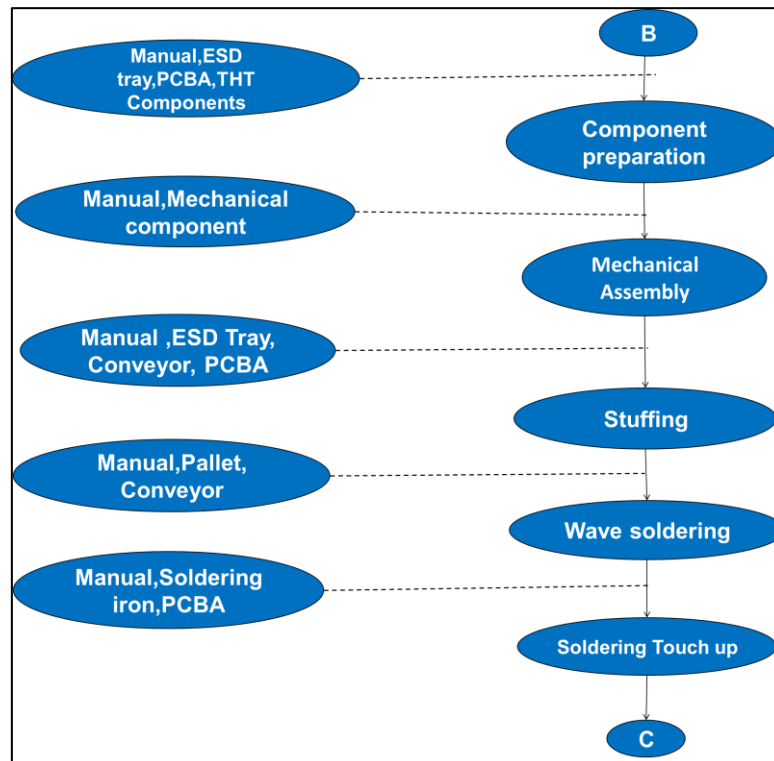 B
Manual,ESD
tray,PCBA,THT
Components
Component
preparation
Manual,Mechanical
component
Mechanical
Assembly
Manual ,ESD Tray,
Conveyor, PCBA
Stuffing
Manual,Pallet,
Conveyor
Wave soldering
Manual,Soldering
iron,PCBA
Soldering Touch up
C